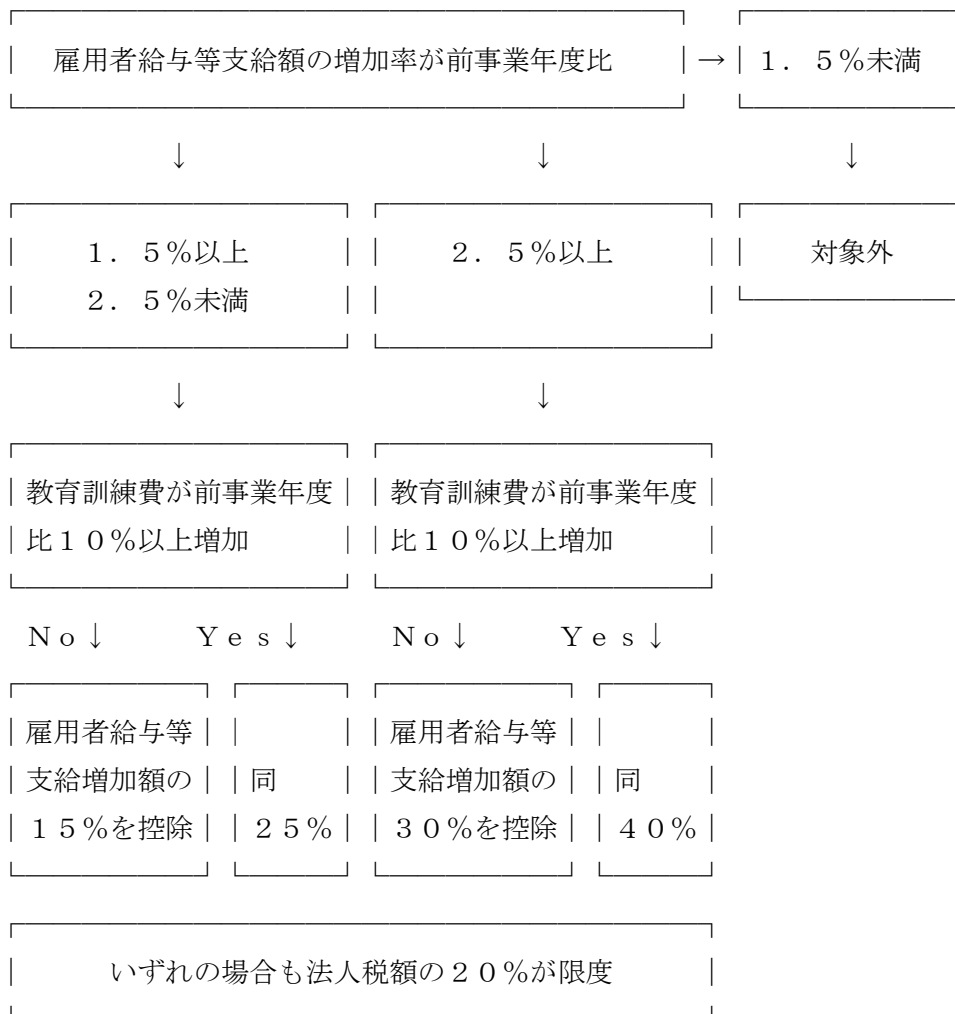 雇用者給与等支給額の増加率が前事業年度比 → 1．5％未満
↓ ↓ ↓
1．5％以上 2．5％以上 対象外
2．5％未満
↓ ↓
教育訓練費が前事業年度 教育訓練費が前事業年度
比10％以上増加 比10％以上増加
No↓ Yes↓ No↓ Yes↓
雇用者給与等 雇用者給与等
支給増加額の 同 支給増加額の 同
15％を控除 25％ 30％を控除 40％
いずれの場合も法人税額の20％が限度